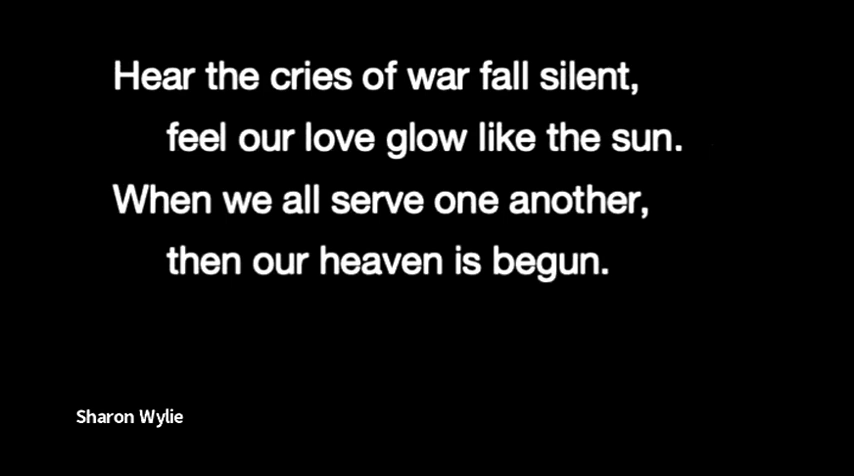 Hear the cries of war fall silent,
feel our love glow like the sun.
When we all serve one another,
then our heaven is begun.
Sharon Wylie